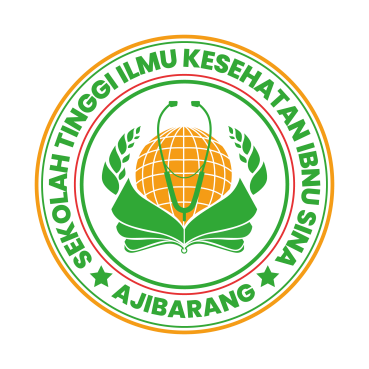 SEKOLAH TINGGI ILMU KESEHATAN IBNU SINA
AJIBARANG